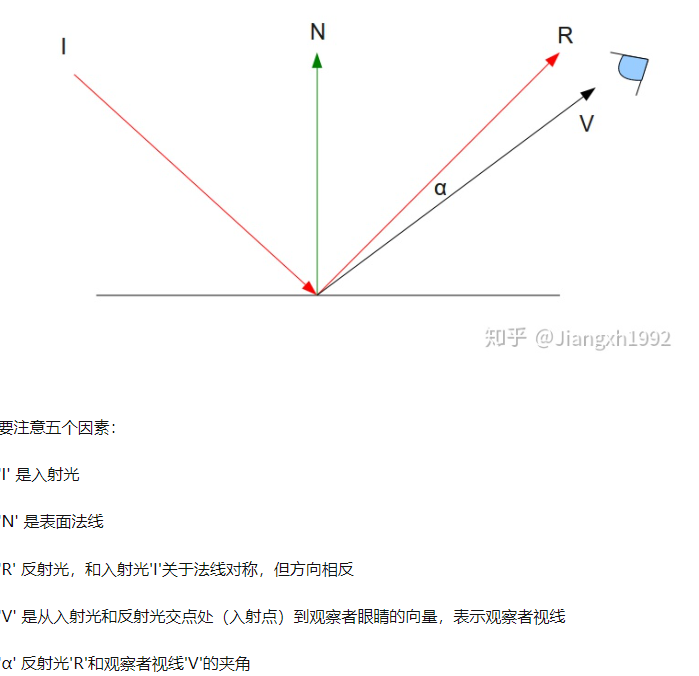 I
N
R
V
α
知乎 @Jiangxh1992
要注意五个因素：
'I' 是入射光
'N' 是表面法线
'R' 反射光，和入射光'I'关于法线对称，但方向相反
'V' 是从入射光和反射光交点处（入射点）到观察者眼睛的向量，表示观察者视线
'α' 反射光'R'和观察者视线'V'的夹角